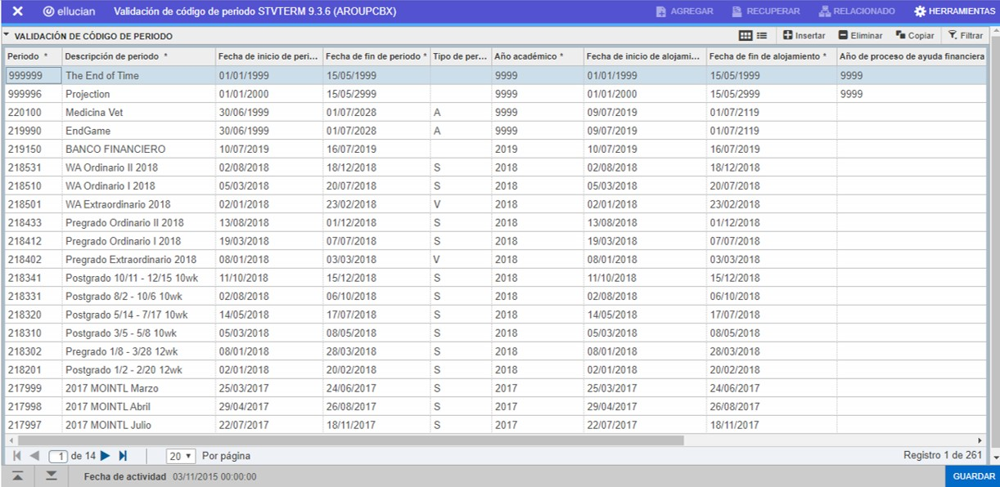 ellucian Validación de código de periodo STVTERM 9.3.6 (AROUPCBX) AGREGAR RECUPERAR RELACIONADO HERRAMIENTAS
VALIDACIÓN DE CÓDIGO DE PERIODO Insertar Eliminar Copiar Filtrar
Periodo * Descripción de periodo * Fecha de inicio de peri... Fecha de fin de periodo * Tipo de per... Año académico * Fecha de inicio de alojami... Fecha de fin de alojamiento * Año de proceso de ayuda financiera
999999 The End of Time 01/01/1999 15/05/1999 9999 01/01/1999 15/05/1999 9999
999996 Projection 01/01/2000 15/05/2999 9999 01/01/2000 15/05/2999 9999
220100 Medicina Vet 30/06/1999 01/07/2028 A 9999 09/07/2019 01/07/2119
219990 EndGame 30/06/1999 01/07/2028 A 9999 09/07/2019 01/07/2119
219150 BANCO FINANCIERO 10/07/2019 16/07/2019 2019 10/07/2019 16/07/2019
218531 WA Ordinario II 2018 02/08/2018 18/12/2018 S 2018 02/08/2018 18/12/2018
218510 WA Ordinario I 2018 05/03/2018 20/07/2018 S 2018 05/03/2018 20/07/2018
218501 WA Extraordinario 2018 02/01/2018 23/02/2018 V 2018 02/01/2018 23/02/2018
218433 Pregrado Ordinario II 2018 13/08/2018 01/12/2018 S 2018 13/08/2018 01/12/2018
218412 Pregrado Ordinario I 2018 19/03/2018 07/07/2018 S 2018 19/03/2018 07/07/2018
218402 Pregrado Extraordinario 2018 08/01/2018 03/03/2018 V 2018 08/01/2018 03/03/2018
218341 Postgrado 10/11 - 12/15 10wk 11/10/2018 15/12/2018 S 2018 11/10/2018 15/12/2018
218331 Postgrado 8/2 - 10/6 10wk 02/08/2018 06/10/2018 S 2018 02/08/2018 06/10/2018
218320 Postgrado 5/14 - 7/17 10wk 14/05/2018 17/07/2018 S 2018 14/05/2018 17/07/2018
218310 Postgrado 3/5 - 5/8 10wk 05/03/2018 08/05/2018 S 2018 05/03/2018 08/05/2018
218302 Pregrado 1/8 - 3/28 12wk 08/01/2018 28/03/2018 S 2018 08/01/2018 28/03/2018
218201 Postgrado 1/2 - 2/20 12wk 02/01/2018 20/02/2018 S 2018 02/01/2018 20/02/2018
217999 2017 MOINTL Marzo 25/03/2017 24/06/2017 S 2017 25/03/2017 24/06/2017
217998 2017 MOINTL Abril 29/04/2017 26/08/2017 S 2017 29/04/2017 26/08/2017
217997 2017 MOINTL Julio 22/07/2017 18/11/2017 S 2017 22/07/2017 18/11/2017
1 de 14 20 Por página Registro 1 de 261
Fecha de actividad 03/11/2015 00:00:00 GUARDAR